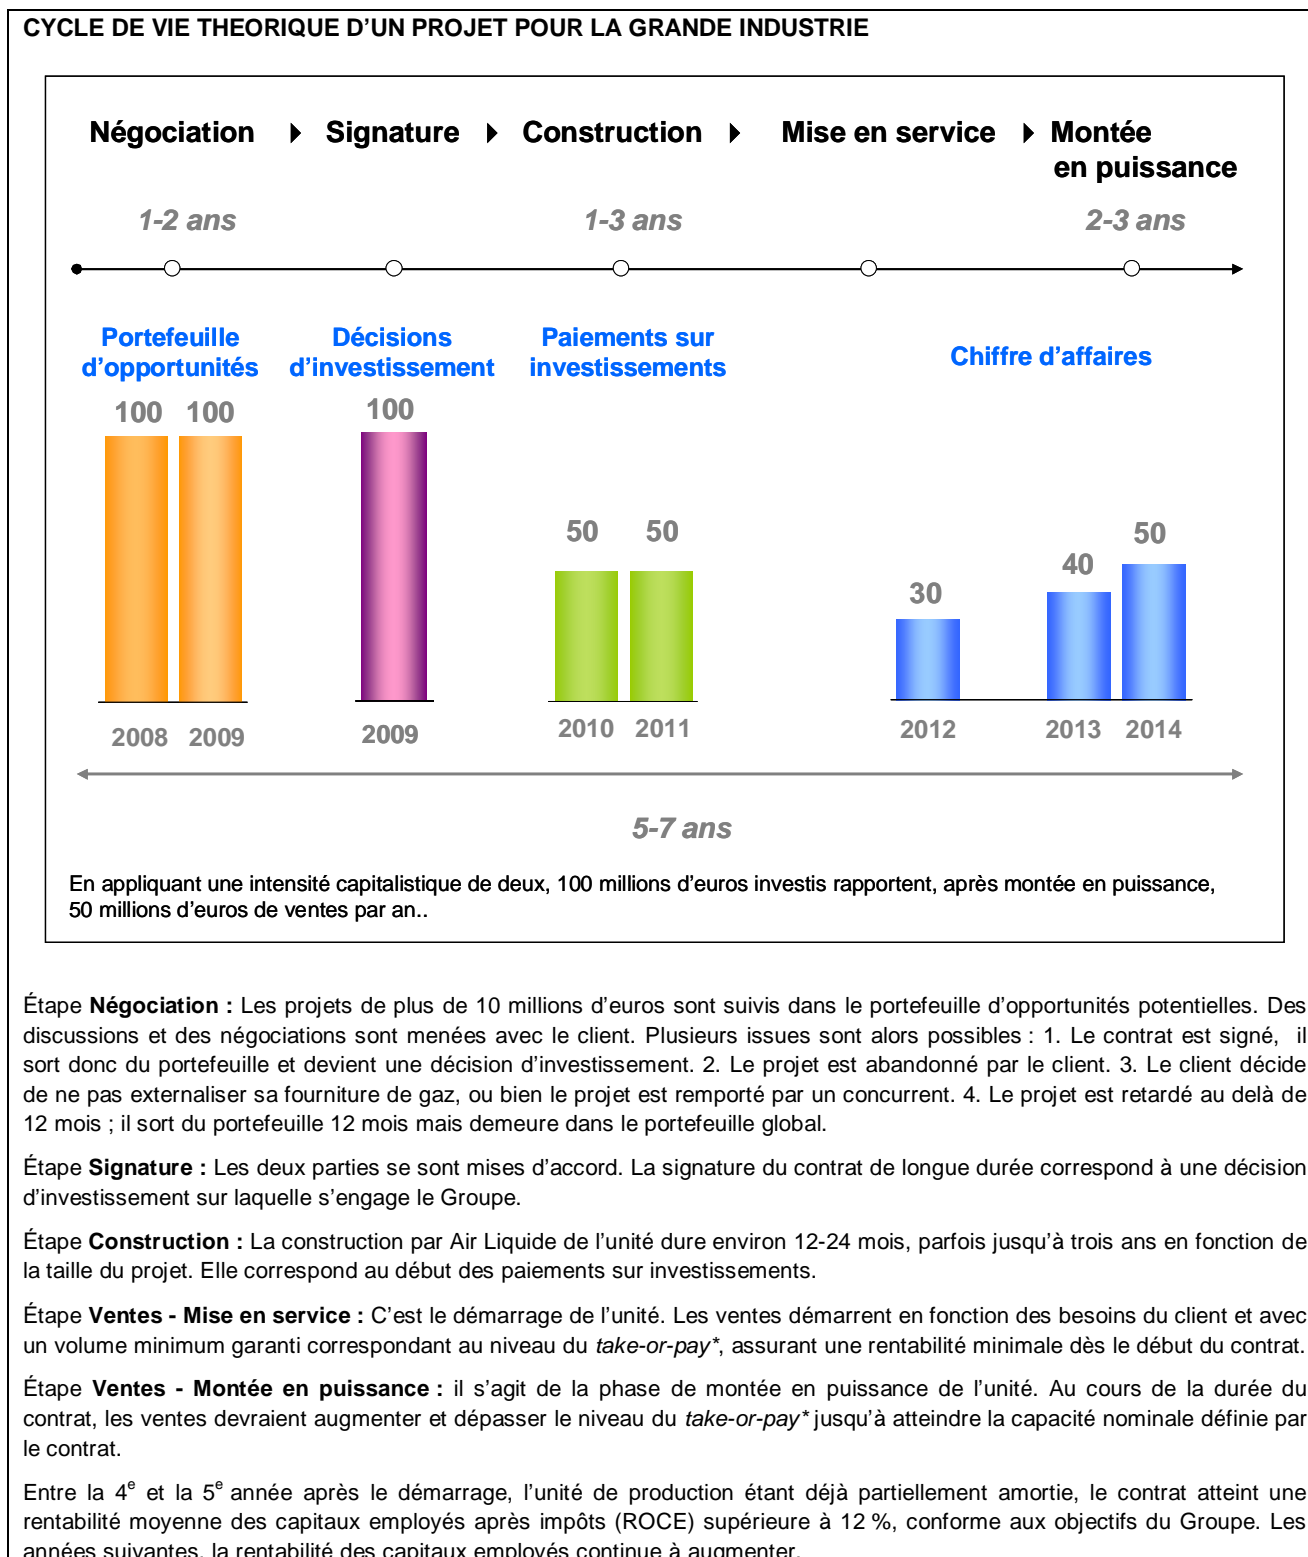 CYCLE DE VIE THEORIQUE D'UN PROJET POUR LA GRANDE INDUSTRIE
Négociation Signature Construction Mise en service Montée
en puissance
1-2 ans 1-3 ans 2-3 ans
Portefeuille
d'opportunités
Décisions
d'investissement
Paiements sur
investissements
Chiffre d'affaires
100 100 100
50 50 30 40 50
2008 2009 2009 2010 2011 2012 2013 2014
5-7 ans
En appliquant une intensité capitalistique de deux, 100 millions d'euros investis rapportent, après montée en puissance,
50 millions d'euros de ventes par an..
Étape Négociation : Les projets de plus de 10 millions d'euros sont suivis dans le portefeuille d'opportunités potentielles. Des
discussions et des négociations sont menées avec le client. Plusieurs issues sont alors possibles : 1. Le contrat est signé, il
sort donc du portefeuille et devient une décision d'investissement. 2. Le projet est abandonné par le client. 3. Le client décide
de ne pas externaliser sa fourniture de gaz, ou bien le projet est remporté par un concurrent. 4. Le projet est retardé au delà de
12 mois ; il sort du portefeuille 12 mois mais demeure dans le portefeuille global.
Étape Signature : Les deux parties se sont mises d'accord. La signature du contrat de longue durée correspond à une décision
d'investissement sur laquelle s'engage le Groupe.
Étape Construction : La construction par Air Liquide de l'unité dure environ 12-24 mois, parfois jusqu'à trois ans en fonction de
la taille du projet. Elle correspond au début des paiements sur investissements.
Étape Ventes - Mise en service : C'est le démarrage de l'unité. Les ventes démarrent en fonction des besoins du client et avec
un volume minimum garanti correspondant au niveau du take-or-pay*, assurant une rentabilité minimale dès le début du contrat.
Étape Ventes - Montée en puissance : il s'agit de la phase de montée en puissance de l'unité. Au cours de la durée du
contrat, les ventes devraient augmenter et dépasser le niveau du take-or-pay* jusqu'à atteindre la capacité nominale définie par
le contrat.
Entre la 4e et la 5e année après le démarrage, l'unité de production étant déjà partiellement amortie, le contrat atteint une
rentabilité moyenne des capitaux employés après impôts (ROCE) supérieure à 12 %, conforme aux objectifs du Groupe. Les
années suivantes, la rentabilité des capitaux employés continue à augmenter.